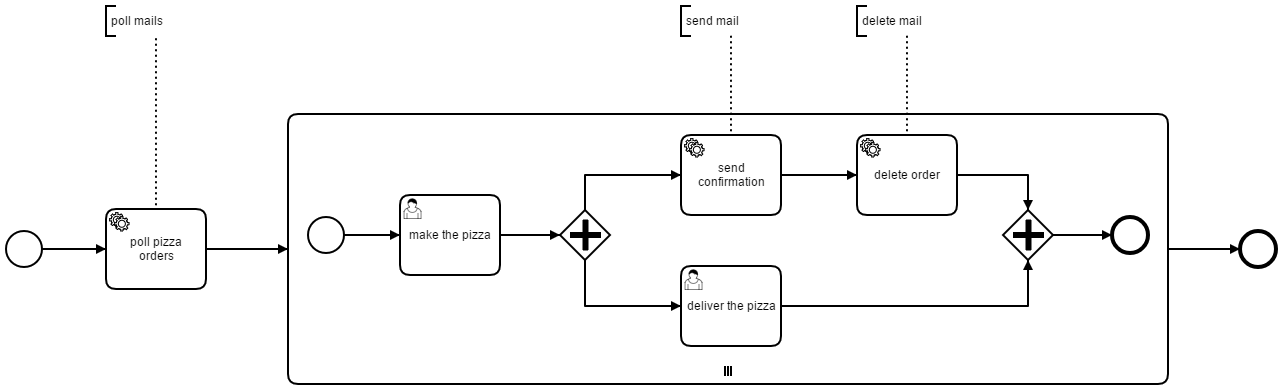 poll mails
send mail
delete mail
send
confirmation
delete order
poll pizza
orders
make the pizza
deliver the pizza